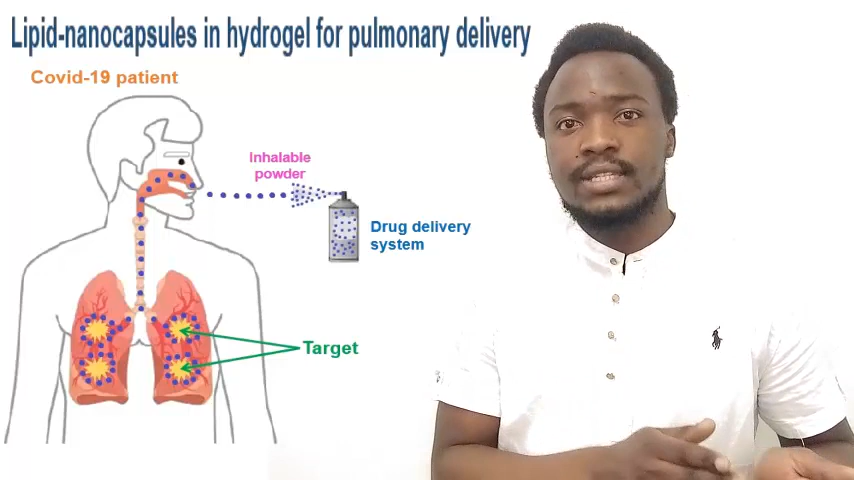 Lipid-nanocapsules in hydrogel for pulmonary delivery
Covid-19 patient
Inhalable
powder
Drug delivery
system
Target